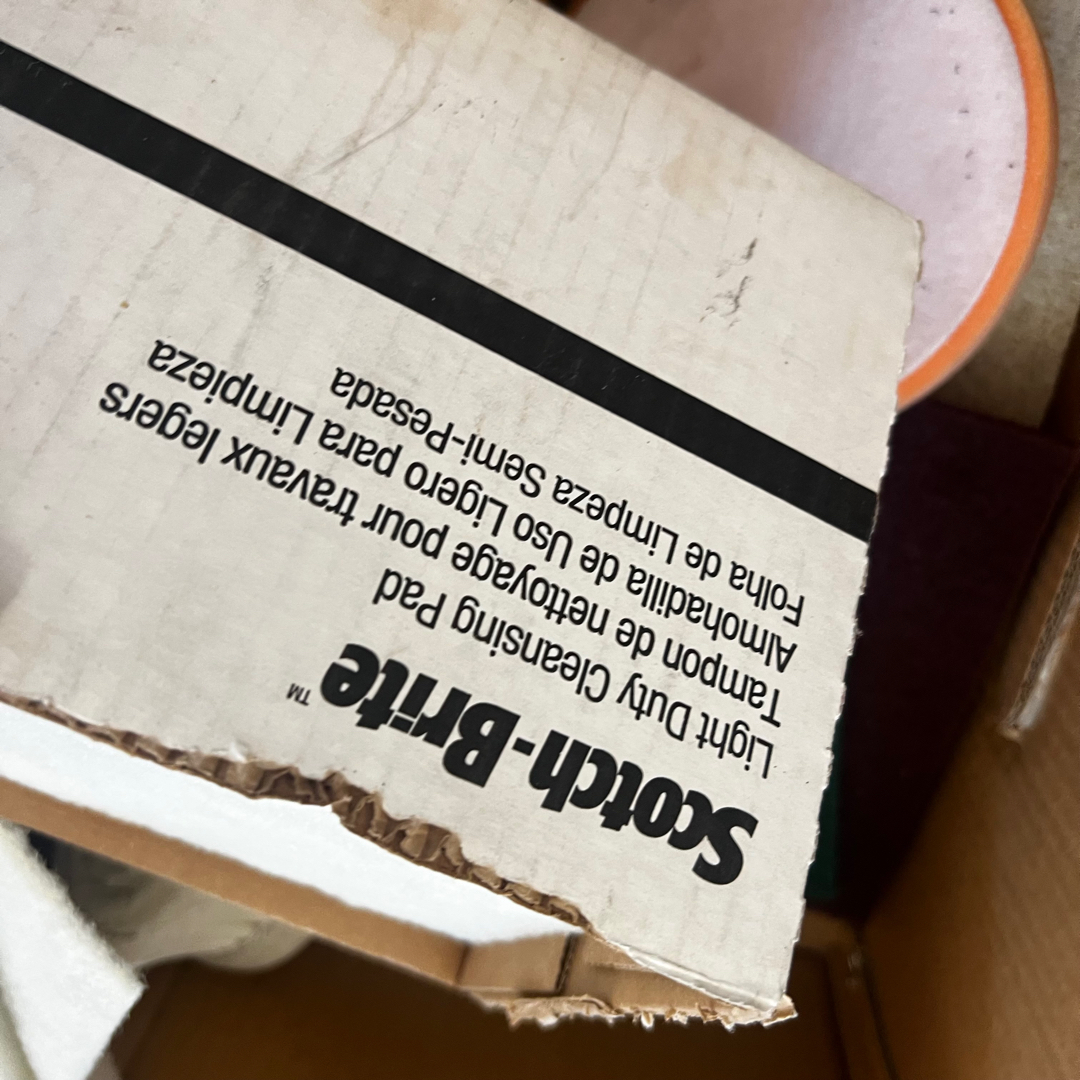 Scotch-Brite™
Light Duty Cleansing Pad
Tampon de nettoyage pour travaux legers
Almohadilla de Uso Ligero para Limpieza
Folha de Limpeza Semi-Pesada